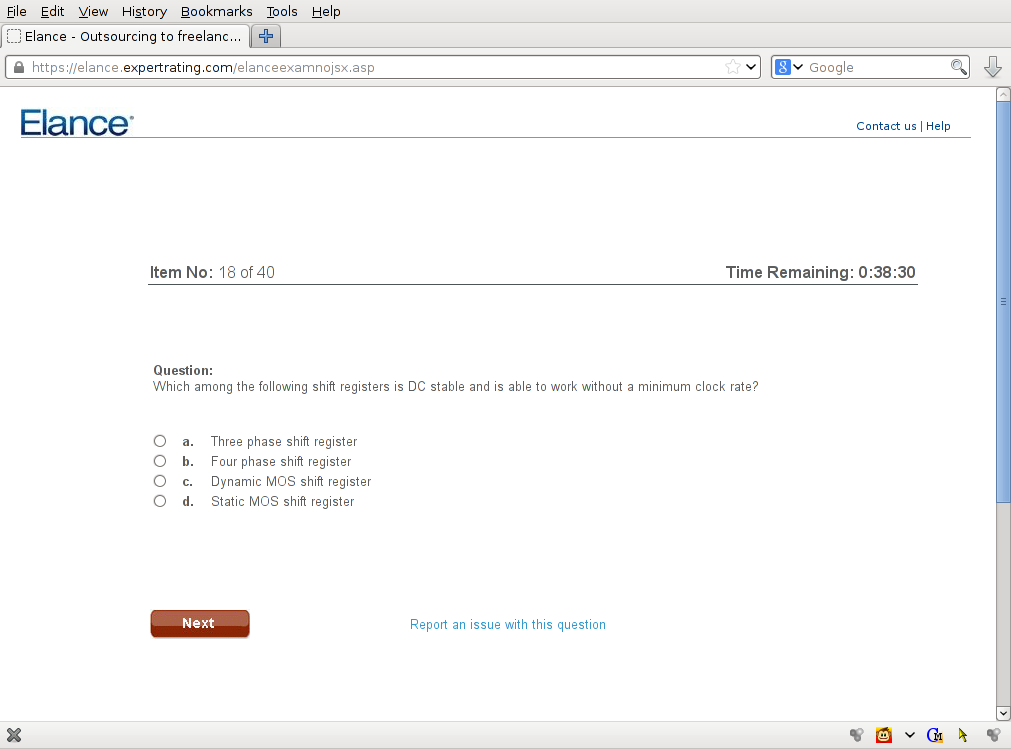 File Edit View History Bookmarks Tools Help
Elance - Outsourcing to freelanc...
https://elance.expertrating.com/elanceexamnojsx.asp
8 Google
Elance
Contact us | Help
Item No: 18 of 40
Time Remaining: 0:38:30
Question:
Which among the following shift registers is DC stable and is able to work without a minimum clock rate?
a. Three phase shift register
b. Four phase shift register
c. Dynamic MOS shift register
d. Static MOS shift register
Next
Report an issue with this question